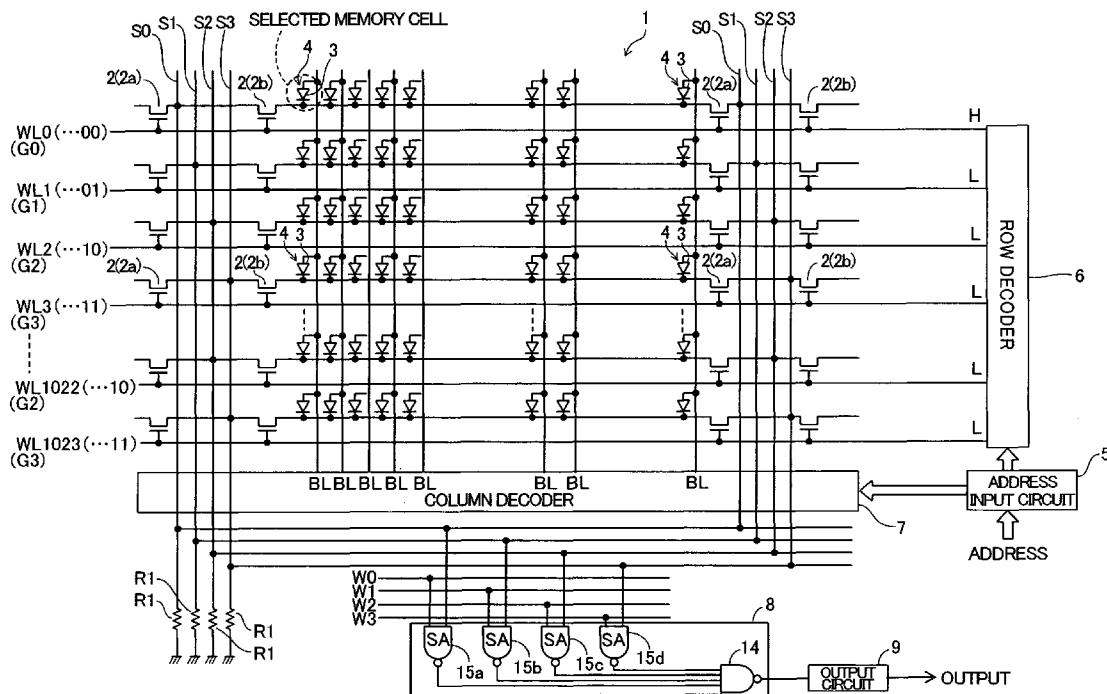 S0 S1 S2 S3 SELECTED MEMORY CELL 1 S0 S1 S2 S3
4 3 4 3
2(2a) 2(2b) 2(2a) 2(2b)
WL0(⋯00) H
(G0)
WL1(⋯01) L
(G1)
WL2(⋯10) L
(G2)
4 3 4 3
2(2a) 2(2b) 2(2a) 2(2b)
WL3(⋯11) L
(G3)
WL1022(⋯10) L
(G2)
WL1023(⋯11) L
(G3)
ROW DECODER
6
BL BL BL BL BL BL BL BL
COLUMN DECODER
7
ADDRESS
INPUT CIRCUIT
5
ADDRESS
W0
W1
W2
W3
R1
R1
R1
R1
8
SA SA SA SA
15a 15b 15c 15d
14
OUTPUT
CIRCUIT
9
OUTPUT